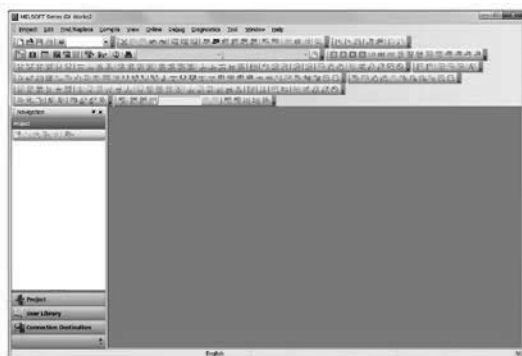 MELSOFT Series GX Works2
Project Edit Find/Replace Compile View Online Debug Diagnostics Tool Window Help
Navigation
Project
Project
User Library
Connection Destination
English